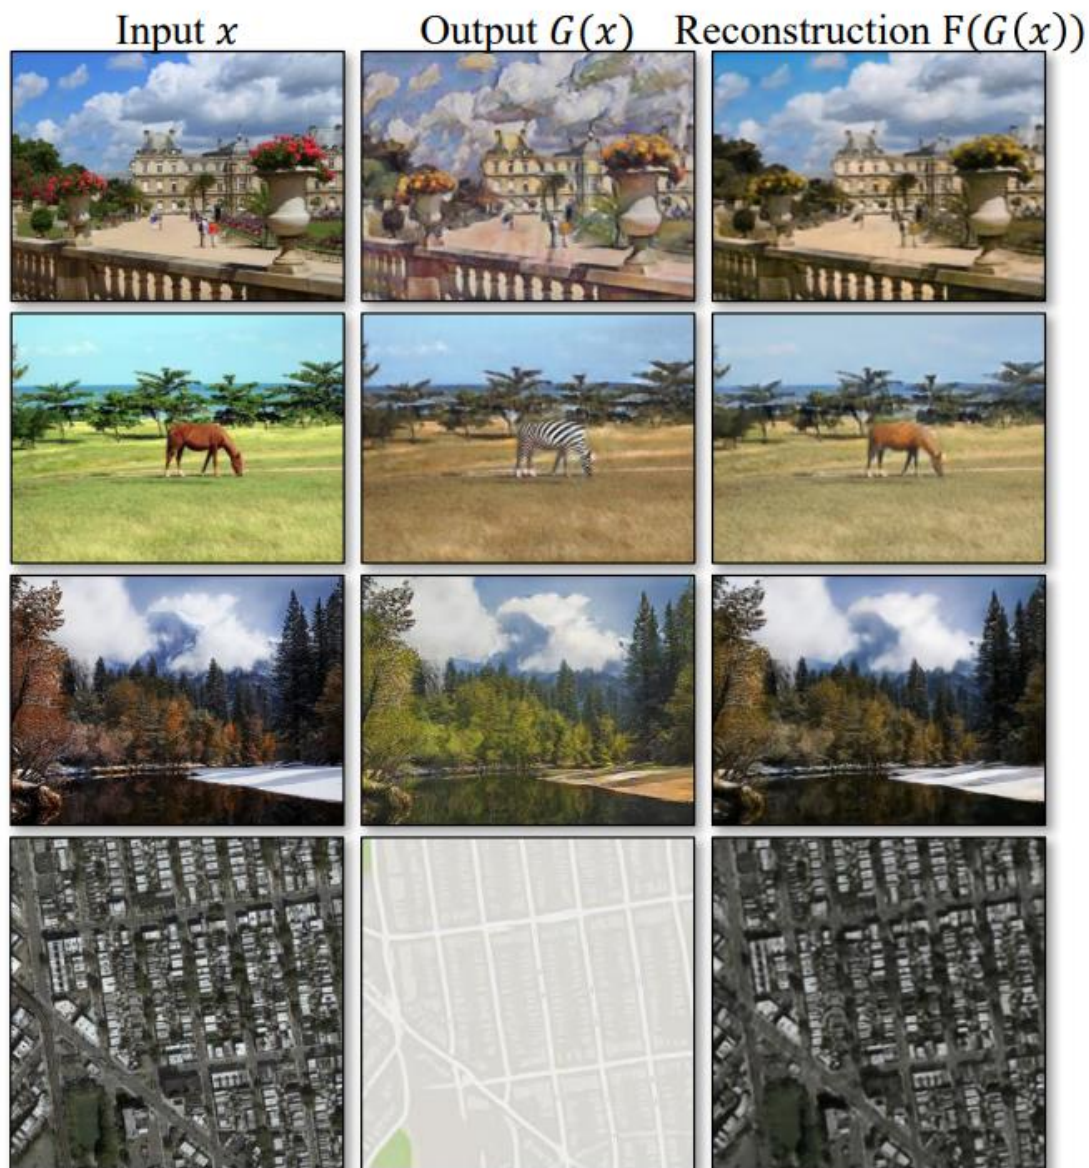 Input x
Output G(x)
Reconstruction F(G(x))